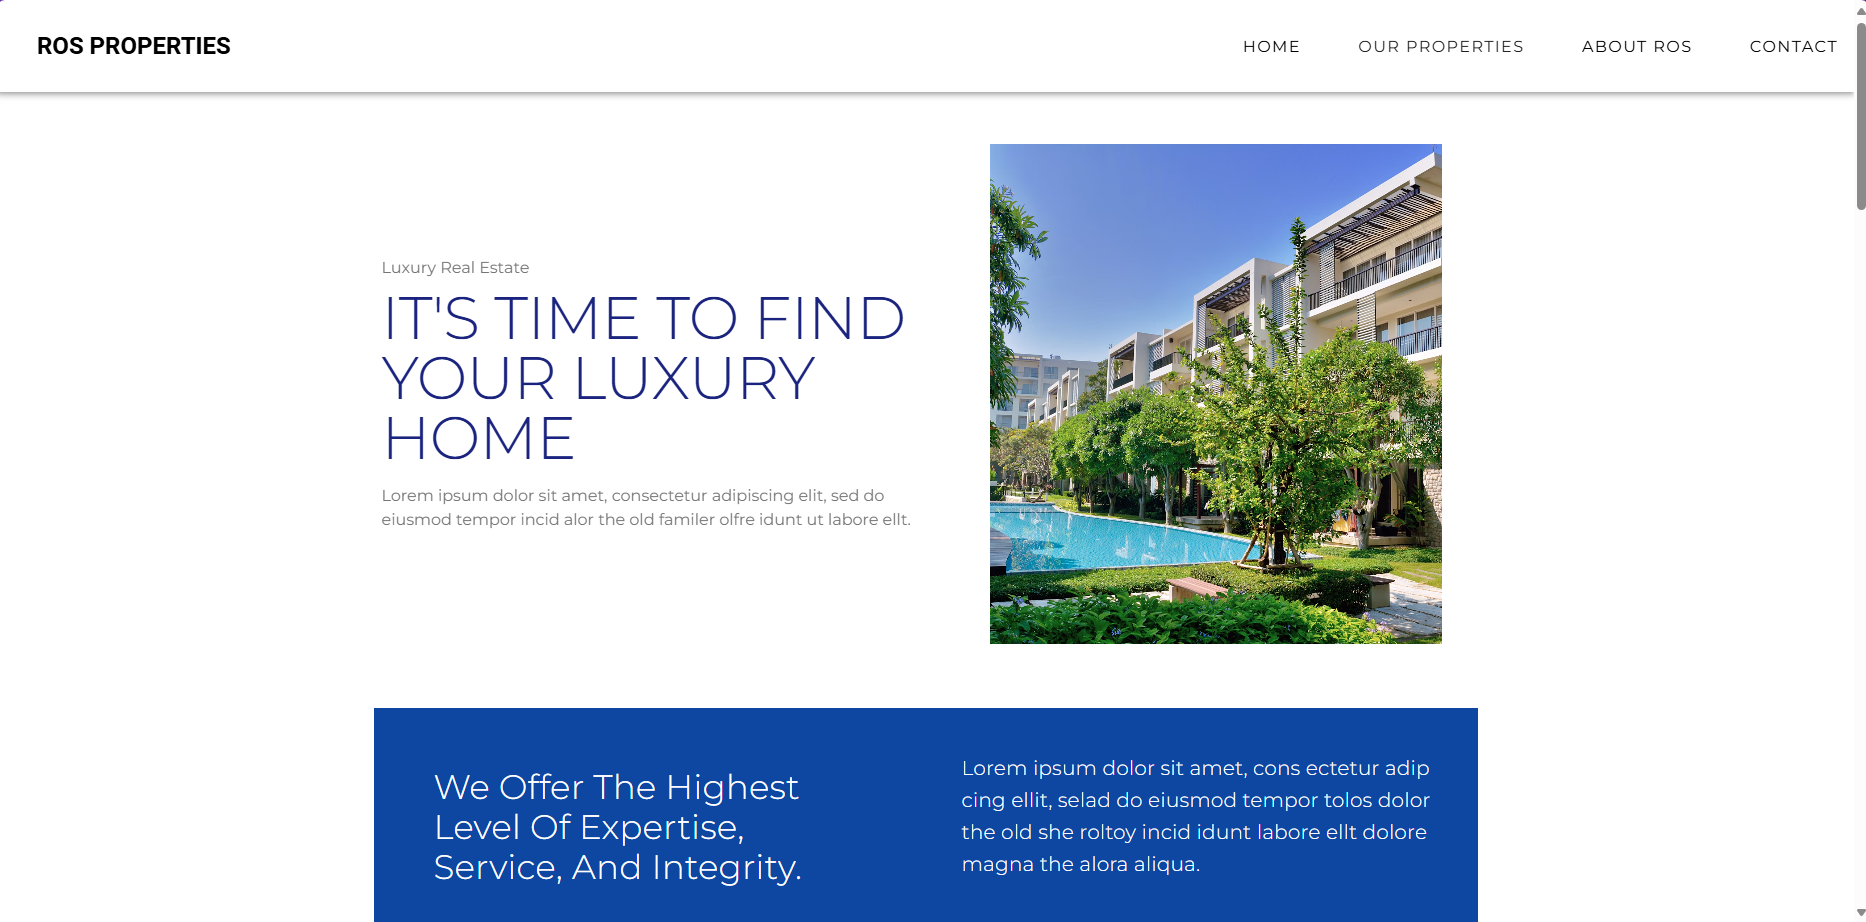 ROS PROPERTIES
HOME
OUR PROPERTIES
ABOUT ROS
CONTACT
Luxury Real Estate
IT'S TIME TO FIND
YOUR LUXURY
HOME
Lorem ipsum dolor sit amet, consectetur adipiscing elit, sed do
eiusmod tempor incid alor the old familer olfre idunt ut labore ellt.
We Offer The Highest
Level Of Expertise,
Service, And Integrity.
Lorem ipsum dolor sit amet, cons ectetur adip
cing ellit, selad do eiusmod tempor tolos dolor
the old she roltoy incid idunt labore ellt dolore
magna the alora aliqua.